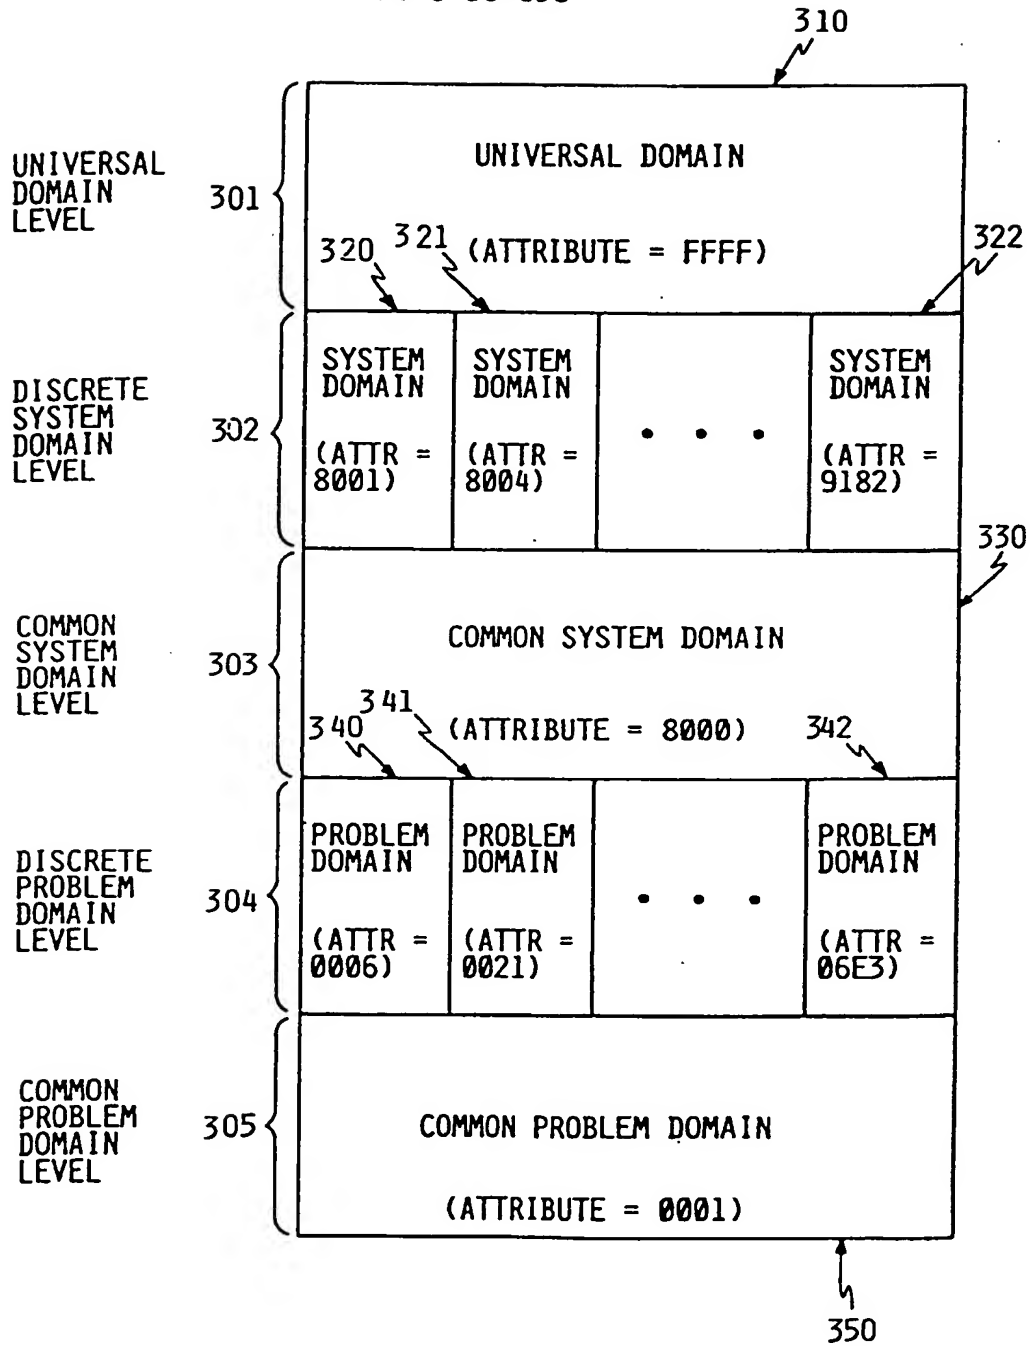 310
UNIVERSAL
DOMAIN
LEVEL
301
UNIVERSAL DOMAIN
(ATTRIBUTE = FFFF)
320
321
322
DISCRETE
SYSTEM
DOMAIN
LEVEL
302
SYSTEM
DOMAIN
(ATTR =
8001)
SYSTEM
DOMAIN
(ATTR =
8004)
• • •
SYSTEM
DOMAIN
(ATTR =
9182)
330
COMMON
SYSTEM
DOMAIN
LEVEL
303
COMMON SYSTEM DOMAIN
(ATTRIBUTE = 8000)
340
341
342
DISCRETE
PROBLEM
DOMAIN
LEVEL
304
PROBLEM
DOMAIN
(ATTR =
0006)
PROBLEM
DOMAIN
(ATTR =
0021)
• • •
PROBLEM
DOMAIN
(ATTR =
06E3)
COMMON
PROBLEM
DOMAIN
LEVEL
305
COMMON PROBLEM DOMAIN
(ATTRIBUTE = 0001)
350